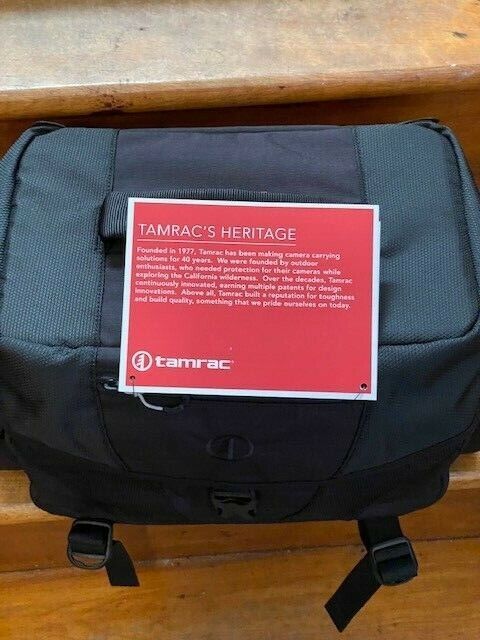 TAMRAC'S HERITAGE
Founded in 1977, Tamrac has been making camera carrying
solutions for 40 years. We were founded by outdoor
enthusiasts, who needed protection for their cameras while
exploring the California wilderness. Over the decades, Tamrac
continuously innovated, earning multiple patents for design
innovations. Above all, Tamrac built a reputation for toughness
and build quality, something that we pride ourselves on today.
tamrac